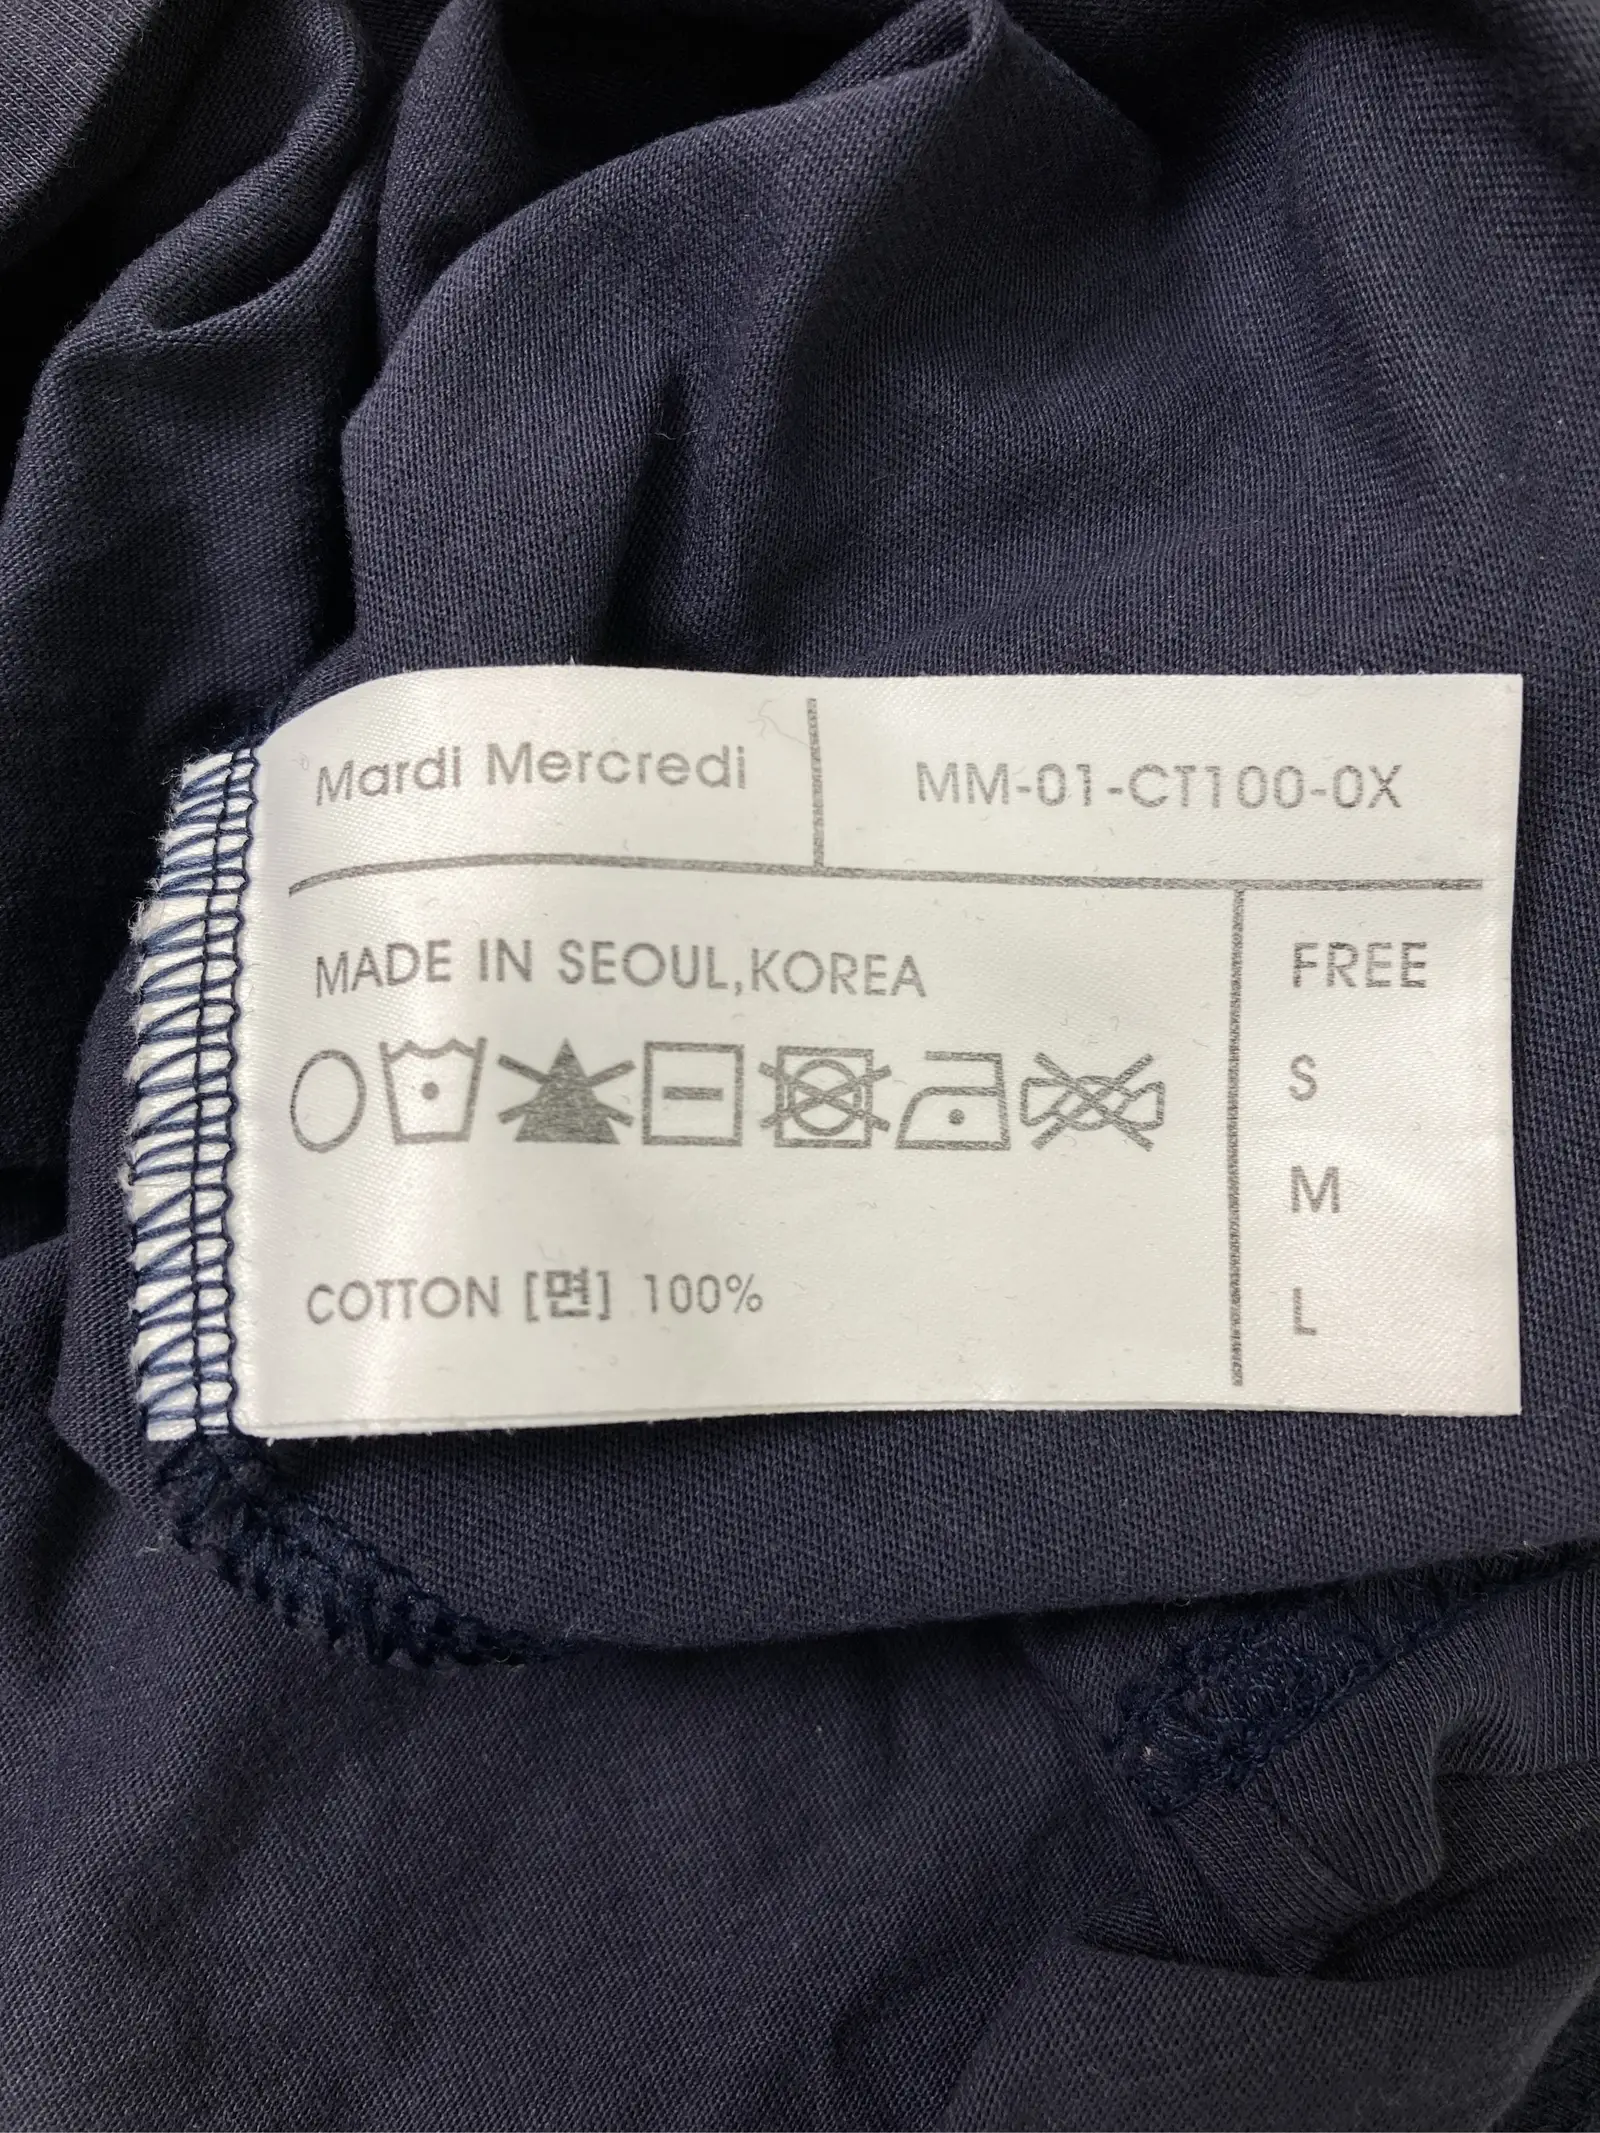 Mardi Mercredi
MM-01-CT100-0X
MADE IN SEOUL,KOREA
COTTON [면] 100%
FREE
S
M
L